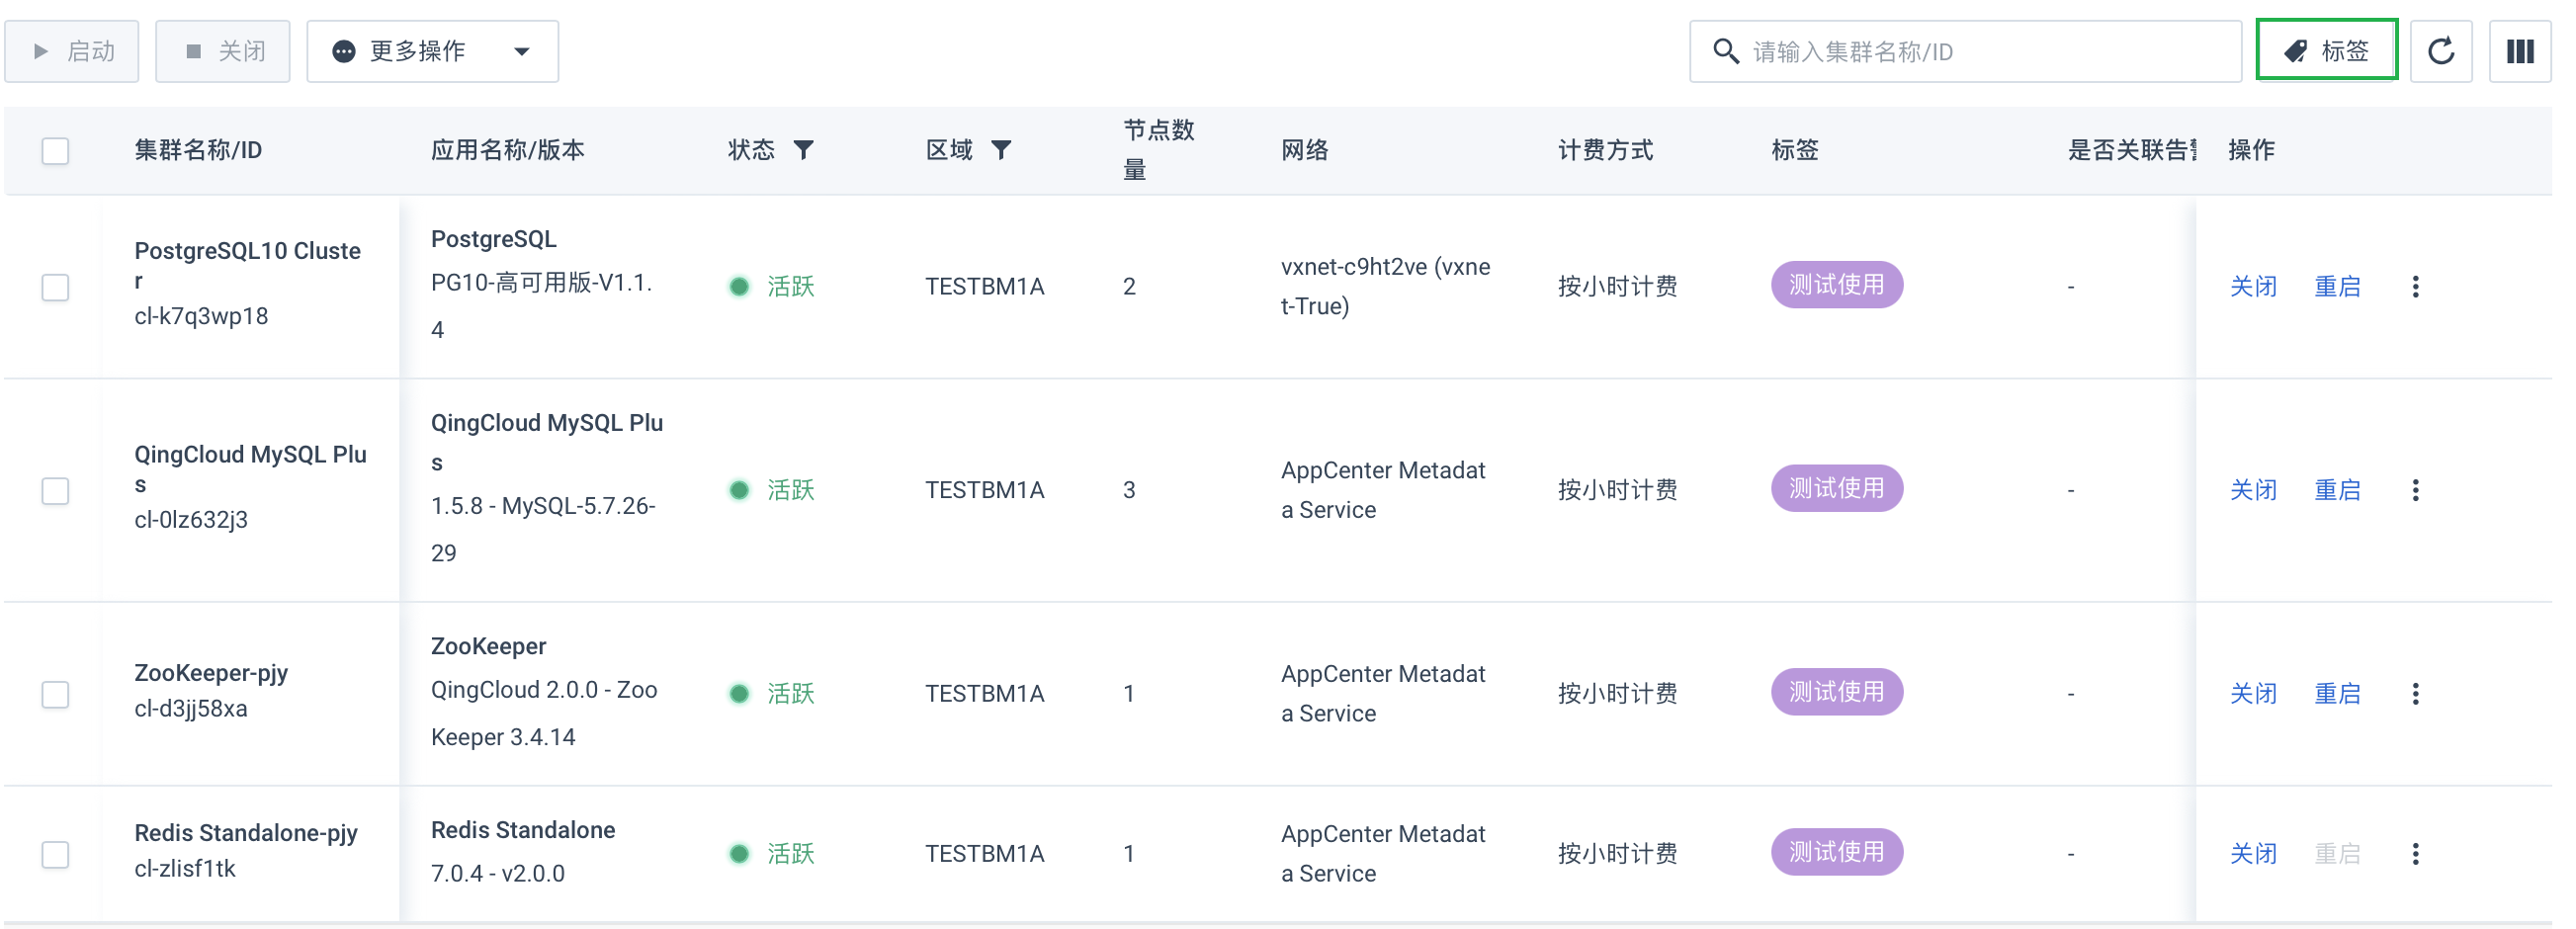 启动 关闭 更多操作 请输入集群名称/ID 标签
集群名称/ID 应用名称/版本 状态 区域 节点数 网络 计费方式 标签 是否关联告 操作
量
PostgreSQL10 Cluste
r
cl-k7q3wp18
PostgreSQL
PG10-高可用版-V1.1.
4
活跃
TESTBM1A
2
vxnet-c9ht2ve (vxne
t-True)
按小时计费
测试使用
-
关闭 重启
QingCloud MySQL Plu
s
cl-0lz632j3
QingCloud MySQL Plu
s
1.5.8 - MySQL-5.7.26-
29
活跃
TESTBM1A
3
AppCenter Metadat
a Service
按小时计费
测试使用
-
关闭 重启
ZooKeeper-pjy
cl-d3jj58xa
ZooKeeper
QingCloud 2.0.0 - Zoo
Keeper 3.4.14
活跃
TESTBM1A
1
AppCenter Metadat
a Service
按小时计费
测试使用
-
关闭 重启
Redis Standalone-pjy
cl-zlisf1tk
Redis Standalone
7.0.4 - v2.0.0
活跃
TESTBM1A
1
AppCenter Metadat
a Service
按小时计费
测试使用
-
关闭 重启